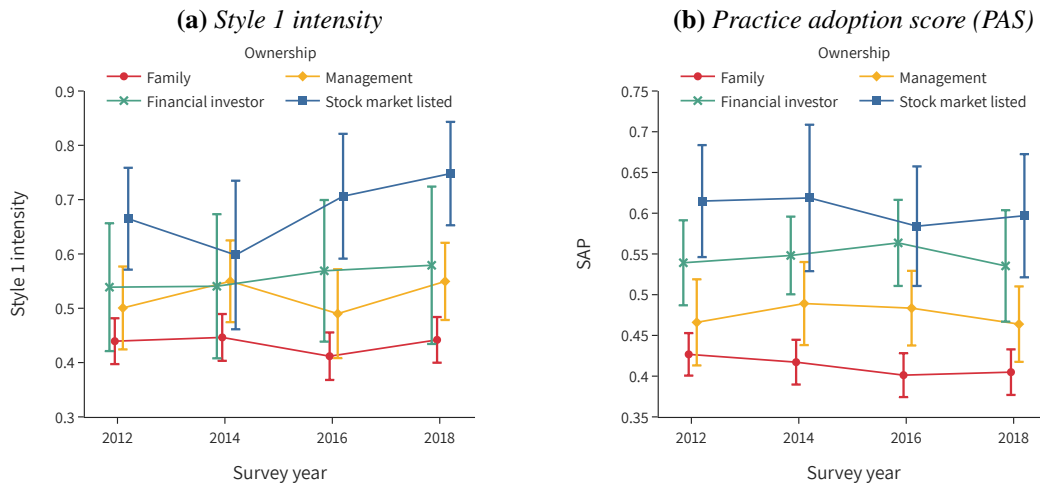 (a) Style 1 intensity
Ownership
Family
Management
Financial investor
Stock market listed
0.9
0.8
0.7
0.6
0.5
0.4
0.3
Style 1 intensity
2012
2014
2016
2018
Survey year
(b) Practice adoption score (PAS)
Ownership
Family
Management
Financial investor
Stock market listed
0.75
0.7
0.65
0.6
0.55
0.5
0.45
0.4
0.35
SAP
2012
2014
2016
2018
Survey year